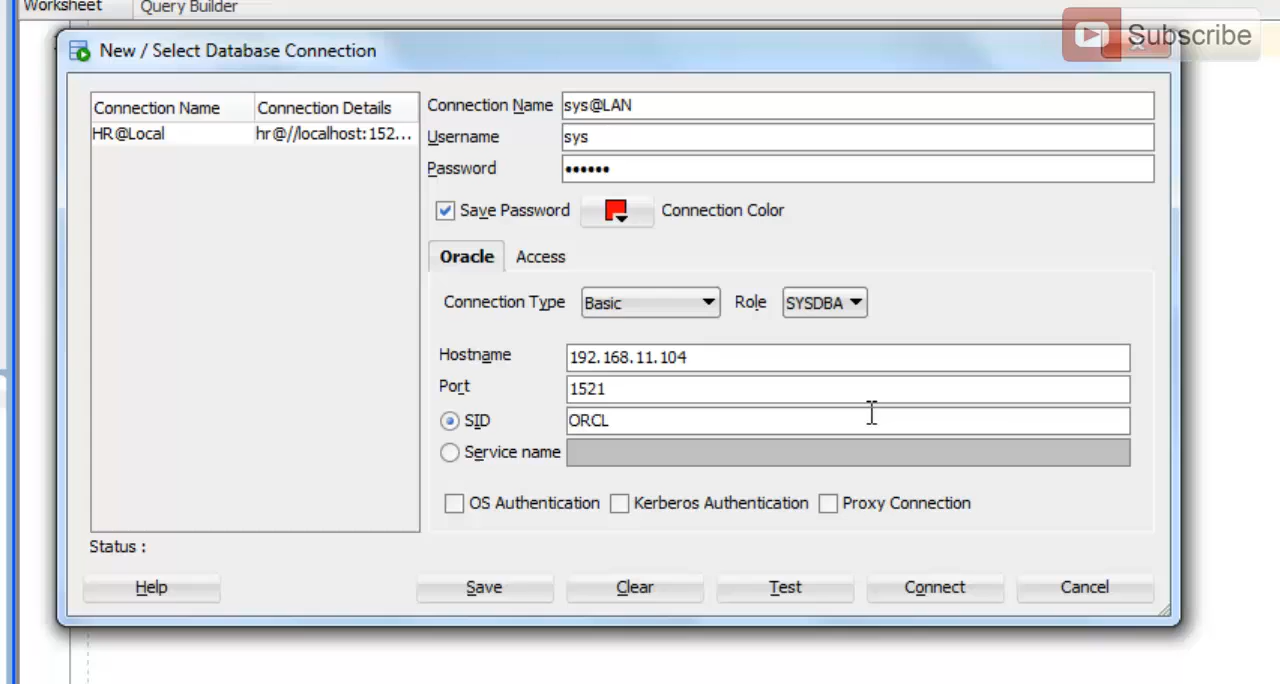 Worksheet Query Builder
Subscribe
New / Select Database Connection
Connection Name Connection Details
HR@Local hr@//localhost:152...
Connection Name sys@LAN
Username sys
Password ••••••
Save Password Connection Color
Oracle Access
Connection Type Basic Role SYSDBA
Hostname 192.168.11.104
Port 1521
SID ORCL
Service name
OS Authentication Kerberos Authentication Proxy Connection
Status :
Help Save Clear Test Connect Cancel